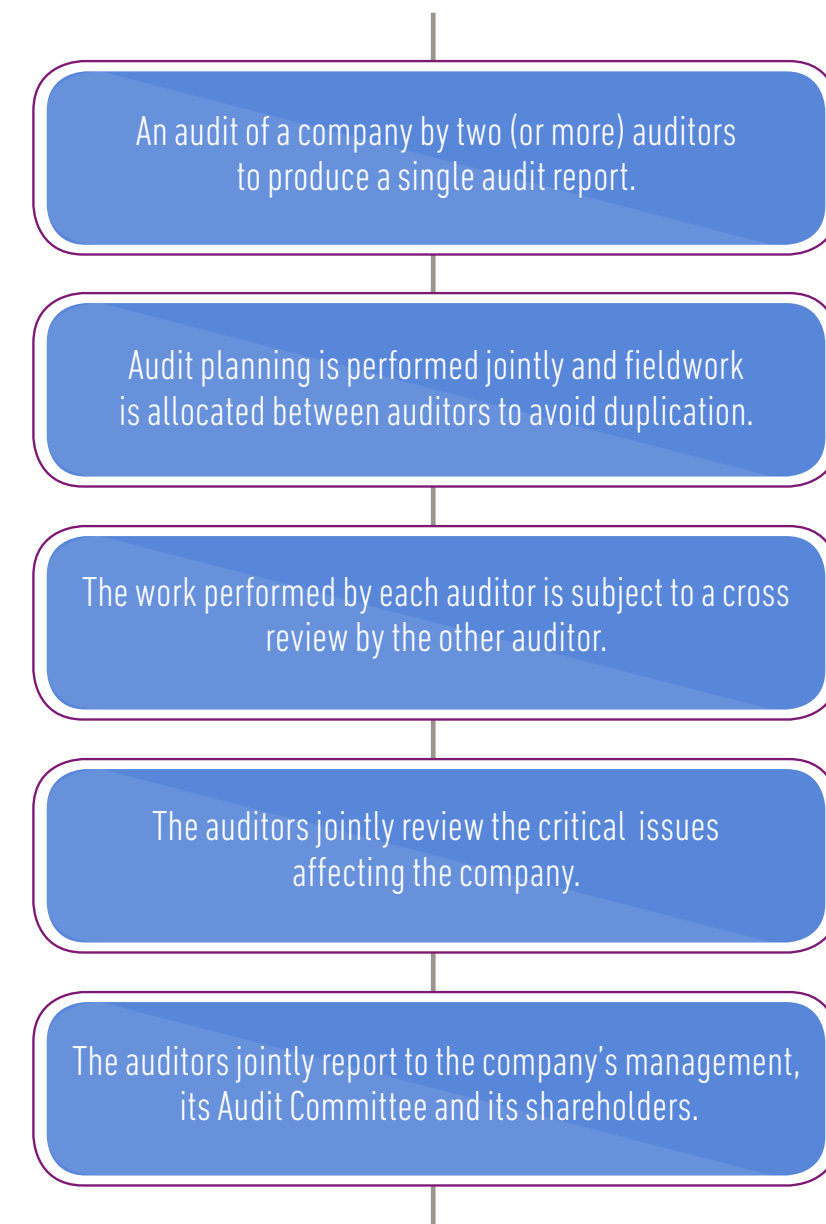 An audit of a company by two (or more) auditors
to produce a single audit report.
Audit planning is performed jointly and fieldwork
is allocated between auditors to avoid duplication.
The work performed by each auditor is subject to a cross
review by the other auditor.
The auditors jointly review the critical issues
affecting the company.
The auditors jointly report to the company’s management,
its Audit Committee and its shareholders.